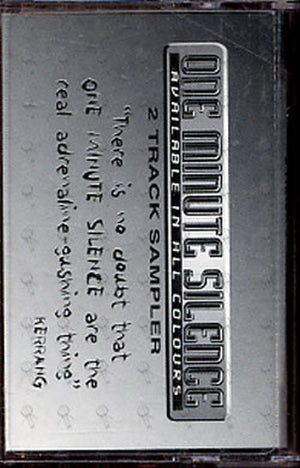 ONE MINUTE SILENCE
AVAILABLE IN ALL COLOURS
2 TRACK SAMPLER
"There is no doubt that
ONE MINUTE SILENCE are the
real adrenaline-gushing thing"
KERRANG